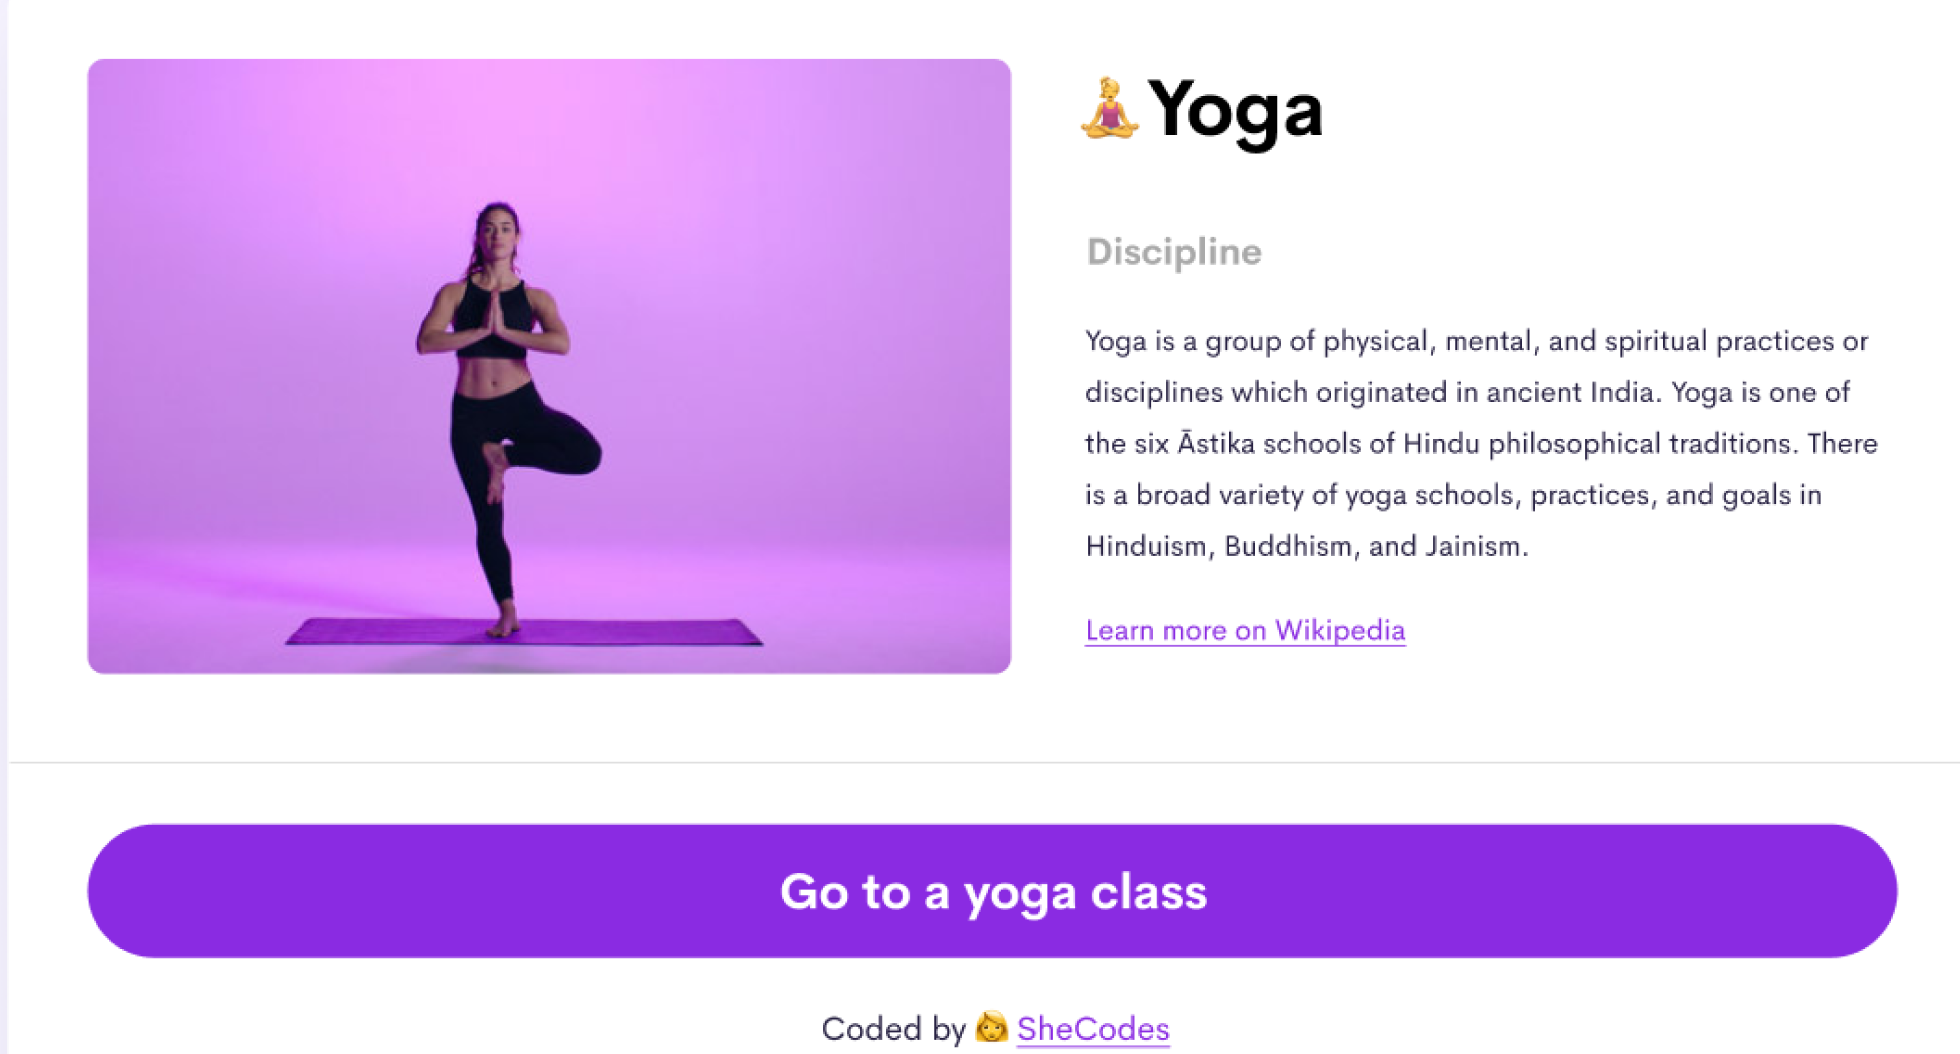 🧘‍♀️Yoga
Discipline
Yoga is a group of physical, mental, and spiritual practices or
disciplines which originated in ancient India. Yoga is one of
the six Āstika schools of Hindu philosophical traditions. There
is a broad variety of yoga schools, practices, and goals in
Hinduism, Buddhism, and Jainism.
Learn more on Wikipedia
Go to a yoga class
Coded by 👩 SheCodes